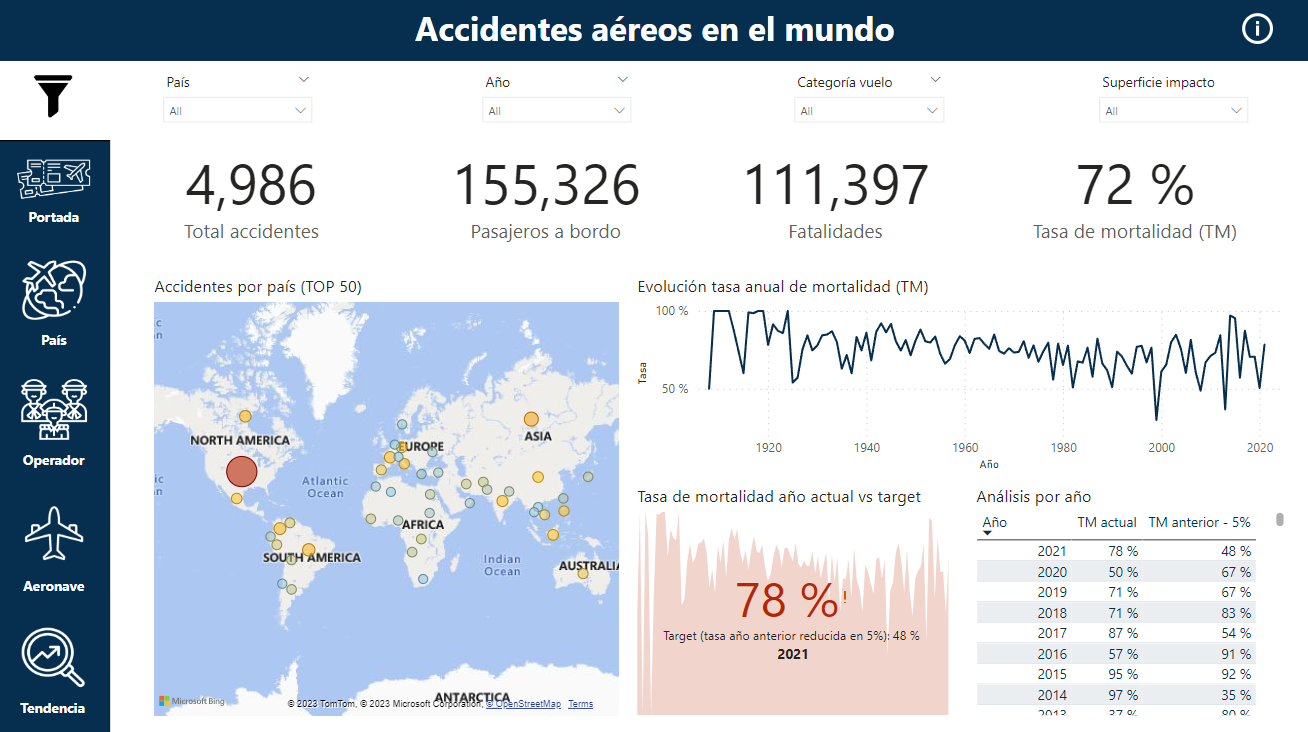 Accidentes aéreos en el mundo
País
Año
Categoría vuelo
Superficie impacto
All
All
All
All
Portada
País
Operador
Aeronave
Tendencia
4,986
Total accidentes
155,326
Pasajeros a bordo
111,397
Fatalidades
72 %
Tasa de mortalidad (TM)
Accidentes por país (TOP 50)
NORTH AMERICA
EUROPE
ASIA
Atlantic
Ocean
AFRICA
SOUTH AMERICA
Indian
Ocean
AUSTRALIA
ANTARCTICA
Microsoft Bing
© 2023 TomTom, © 2023 Microsoft Corporation, © OpenStreetMap Terms
Evolución tasa anual de mortalidad (TM)
100 %
50 %
Tasa
1920
1940
1960
1980
2000
2020
Año
Tasa de mortalidad año actual vs target
78 %!
Target (tasa año anterior reducida en 5%): 48 %
2021
Análisis por año
Año TM actual TM anterior - 5%
2021 78 % 48 %
2020 50 % 67 %
2019 71 % 67 %
2018 71 % 83 %
2017 87 % 54 %
2016 57 % 91 %
2015 95 % 92 %
2014 97 % 35 %
2013 37 % 80 %